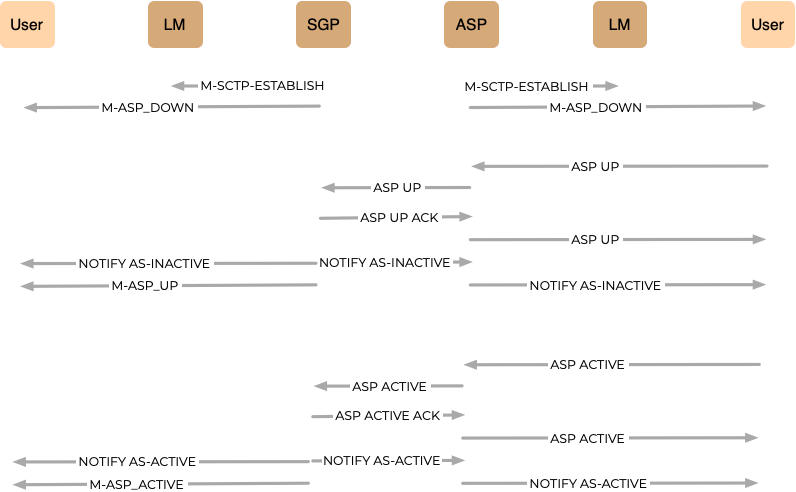 User LM SGP ASP LM User
M-SCTP-ESTABLISH M-SCTP-ESTABLISH
M-ASP_DOWN M-ASP_DOWN
ASP UP
ASP UP
ASP UP ACK
ASP UP
NOTIFY AS-INACTIVE NOTIFY AS-INACTIVE
M-ASP_UP NOTIFY AS-INACTIVE
ASP ACTIVE
ASP ACTIVE
ASP ACTIVE ACK
ASP ACTIVE
NOTIFY AS-ACTIVE NOTIFY AS-ACTIVE
M-ASP_ACTIVE NOTIFY AS-ACTIVE